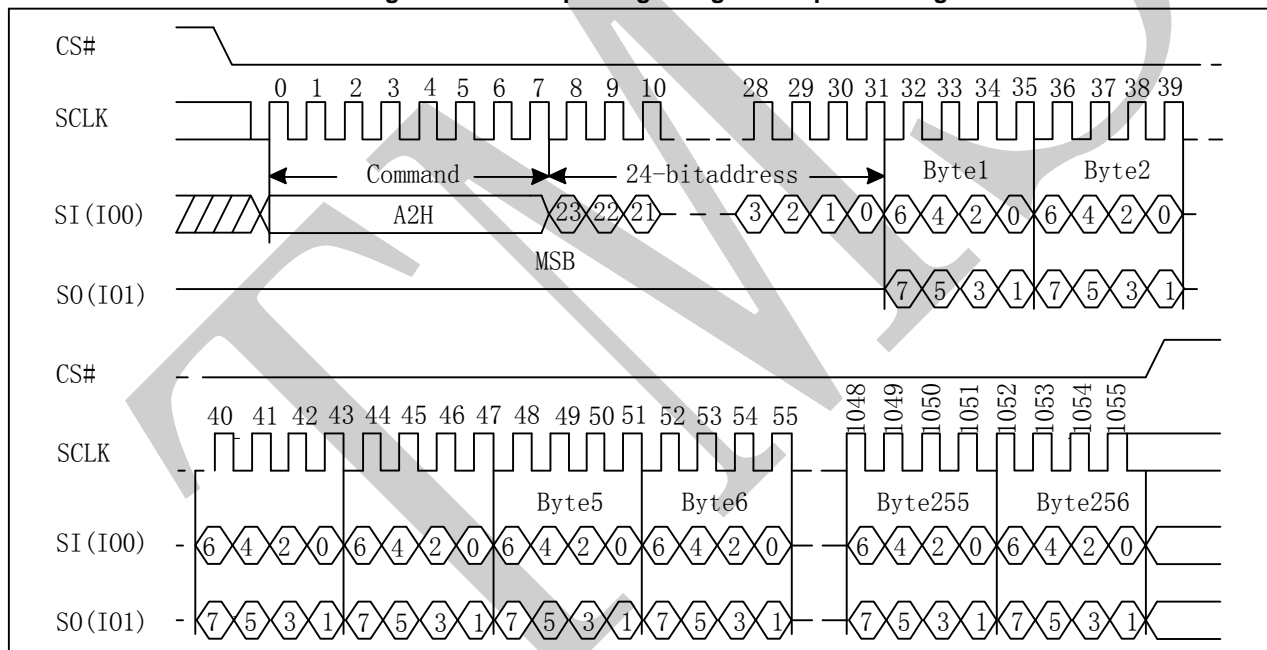 CS#
0 1 2 3 4 5 6 7 8 9 10 28 29 30 31 32 33 34 35 36 37 38 39
SCLK
Command 24-bitaddress Byte1 Byte2
SI(IO0) A2H 23 22 21 3 2 1 0 6 4 2 0 6 4 2 0
MSB
SO(IO1) 7 5 3 1 7 5 3 1
CS#
40 41 42 43 44 45 46 47 48 49 50 51 52 53 54 55 1048 1049 1050 1051 1052 1053 1054 1055
SCLK
Byte5 Byte6 Byte255 Byte256
SI(IO0) 6 4 2 0 6 4 2 0 6 4 2 0 6 4 2 0 6 4 2 0 6 4 2 0
SO(IO1) 7 5 3 1 7 5 3 1 7 5 3 1 7 5 3 1 7 5 3 1 7 5 3 1